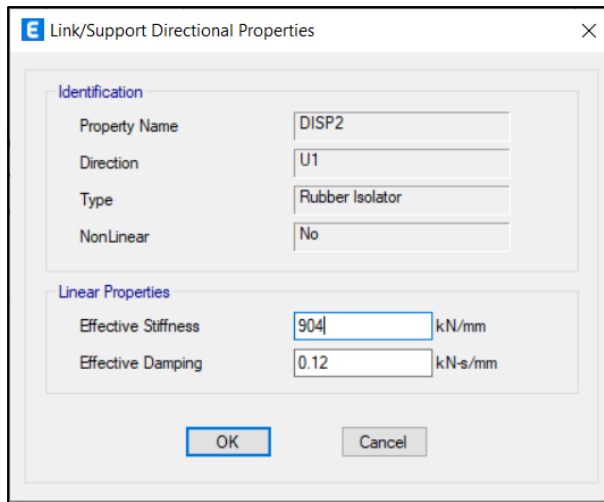 E Link/Support Directional Properties
Identification
Property Name DISP2
Direction U1
Type Rubber Isolator
NonLinear No
Linear Properties
Effective Stiffness 904 kN/mm
Effective Damping 0.12 kN-s/mm
OK Cancel